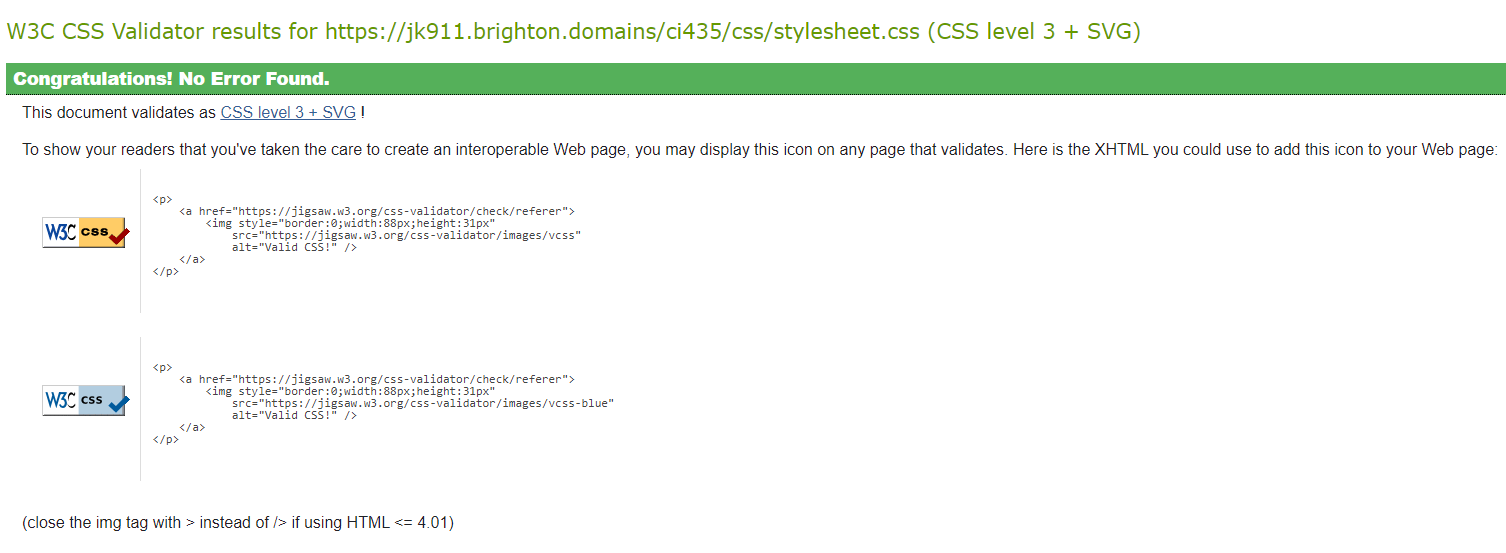 W3C CSS Validator results for https://jk911.brighton.domains/ci435/css/stylesheet.css (CSS level 3 + SVG)
Congratulations! No Error Found.
This document validates as CSS level 3 + SVG !
To show your readers that you've taken the care to create an interoperable Web page, you may display this icon on any page that validates. Here is the XHTML you could use to add this icon to your Web page:
<p>
<a href="https://jigsaw.w3.org/css-validator/check/referer">
<img style="border:0;width:88px;height:31px"
W3C css
src="https://jigsaw.w3.org/css-validator/images/vcss"
alt="Valid CSS!" />
</a>
</p>
<p>
<a href="https://jigsaw.w3.org/css-validator/check/referer">
<img style="border:0;width:88px;height:31px"
W3C css
src="https://jigsaw.w3.org/css-validator/images/vcss-blue"
alt="Valid CSS!" />
</a>
</p>
(close the img tag with > instead of /> if using HTML <= 4.01)